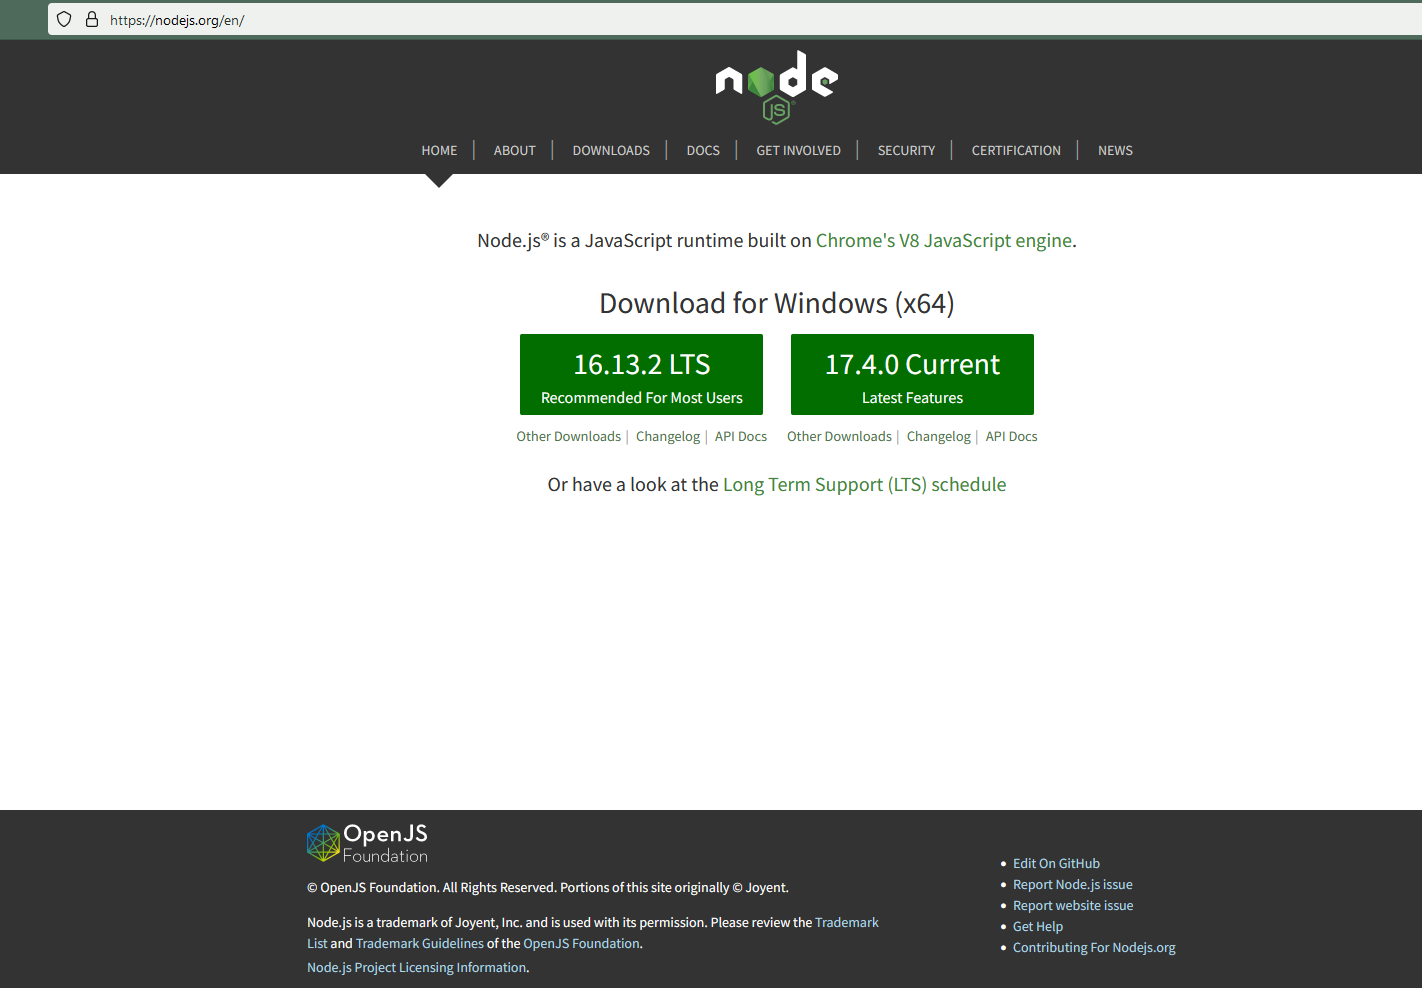 https://nodejs.org/en/
node
JS
HOME | ABOUT | DOWNLOADS | DOCS | GET INVOLVED | SECURITY | CERTIFICATION | NEWS
Node.js® is a JavaScript runtime built on Chrome's V8 JavaScript engine.
Download for Windows (x64)
16.13.2 LTS
Recommended For Most Users
17.4.0 Current
Latest Features
Other Downloads | Changelog | API Docs
Other Downloads | Changelog | API Docs
Or have a look at the Long Term Support (LTS) schedule
OpenJS
Foundation
© OpenJS Foundation. All Rights Reserved. Portions of this site originally © Joyent.
Node.js is a trademark of Joyent, Inc. and is used with its permission. Please review the Trademark
List and Trademark Guidelines of the OpenJS Foundation.
Node.js Project Licensing Information.
• Edit On GitHub
• Report Node.js issue
• Report website issue
• Get Help
• Contributing For Nodejs.org